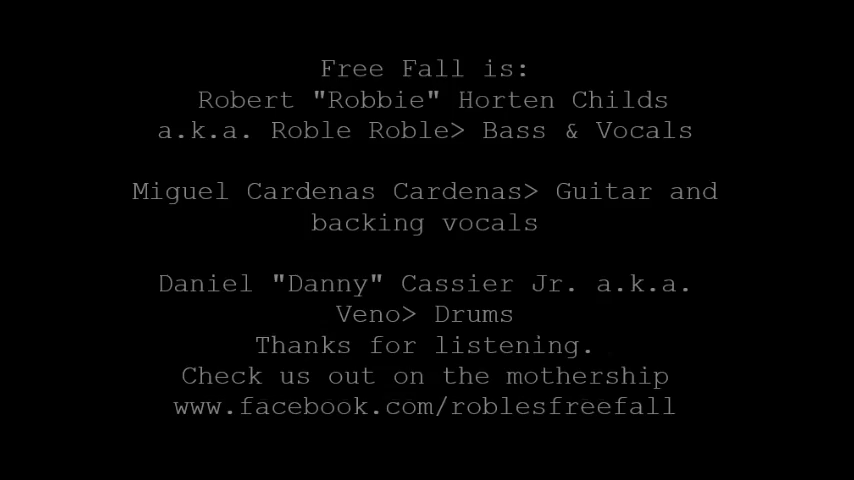 Free Fall is:
Robert "Robbie" Horten Childs
a.k.a. Roble Roble> Bass & Vocals
Miguel Cardenas Cardenas> Guitar and
backing vocals
Daniel "Danny" Cassier Jr. a.k.a.
Veno> Drums
Thanks for listening.
Check us out on the mothership
www.facebook.com/roblesfreefall